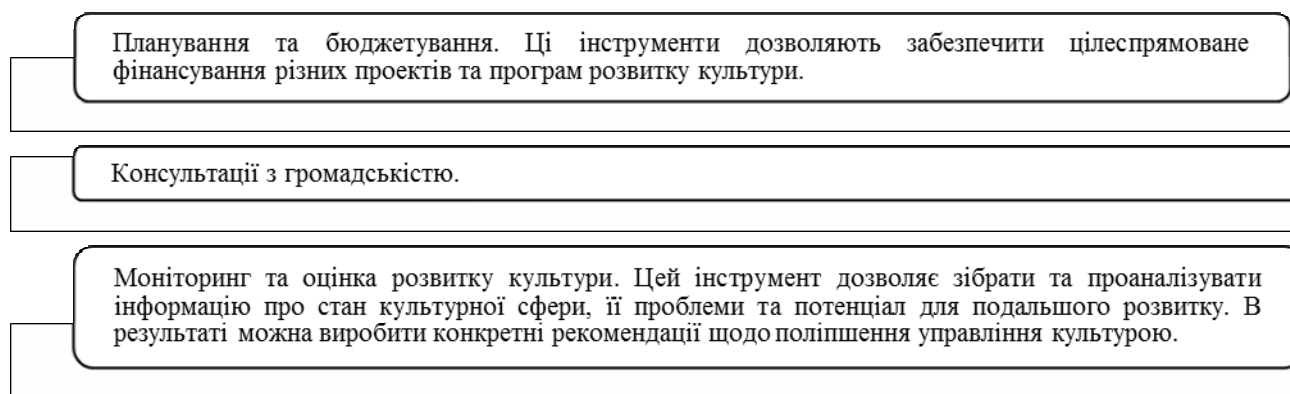 Планування та бюджетування. Ці інструменти дозволяють забезпечити цілеспрямоване
фінансування різних проектів та програм розвитку культури.
Консультації з громадськістю.
Моніторинг та оцінка розвитку культури. Цей інструмент дозволяє зібрати та проаналізувати
інформацію про стан культурної сфери, її проблеми та потенціал для подальшого розвитку. В
результаті можна виробити конкретні рекомендації щодо поліпшення управління культурою.